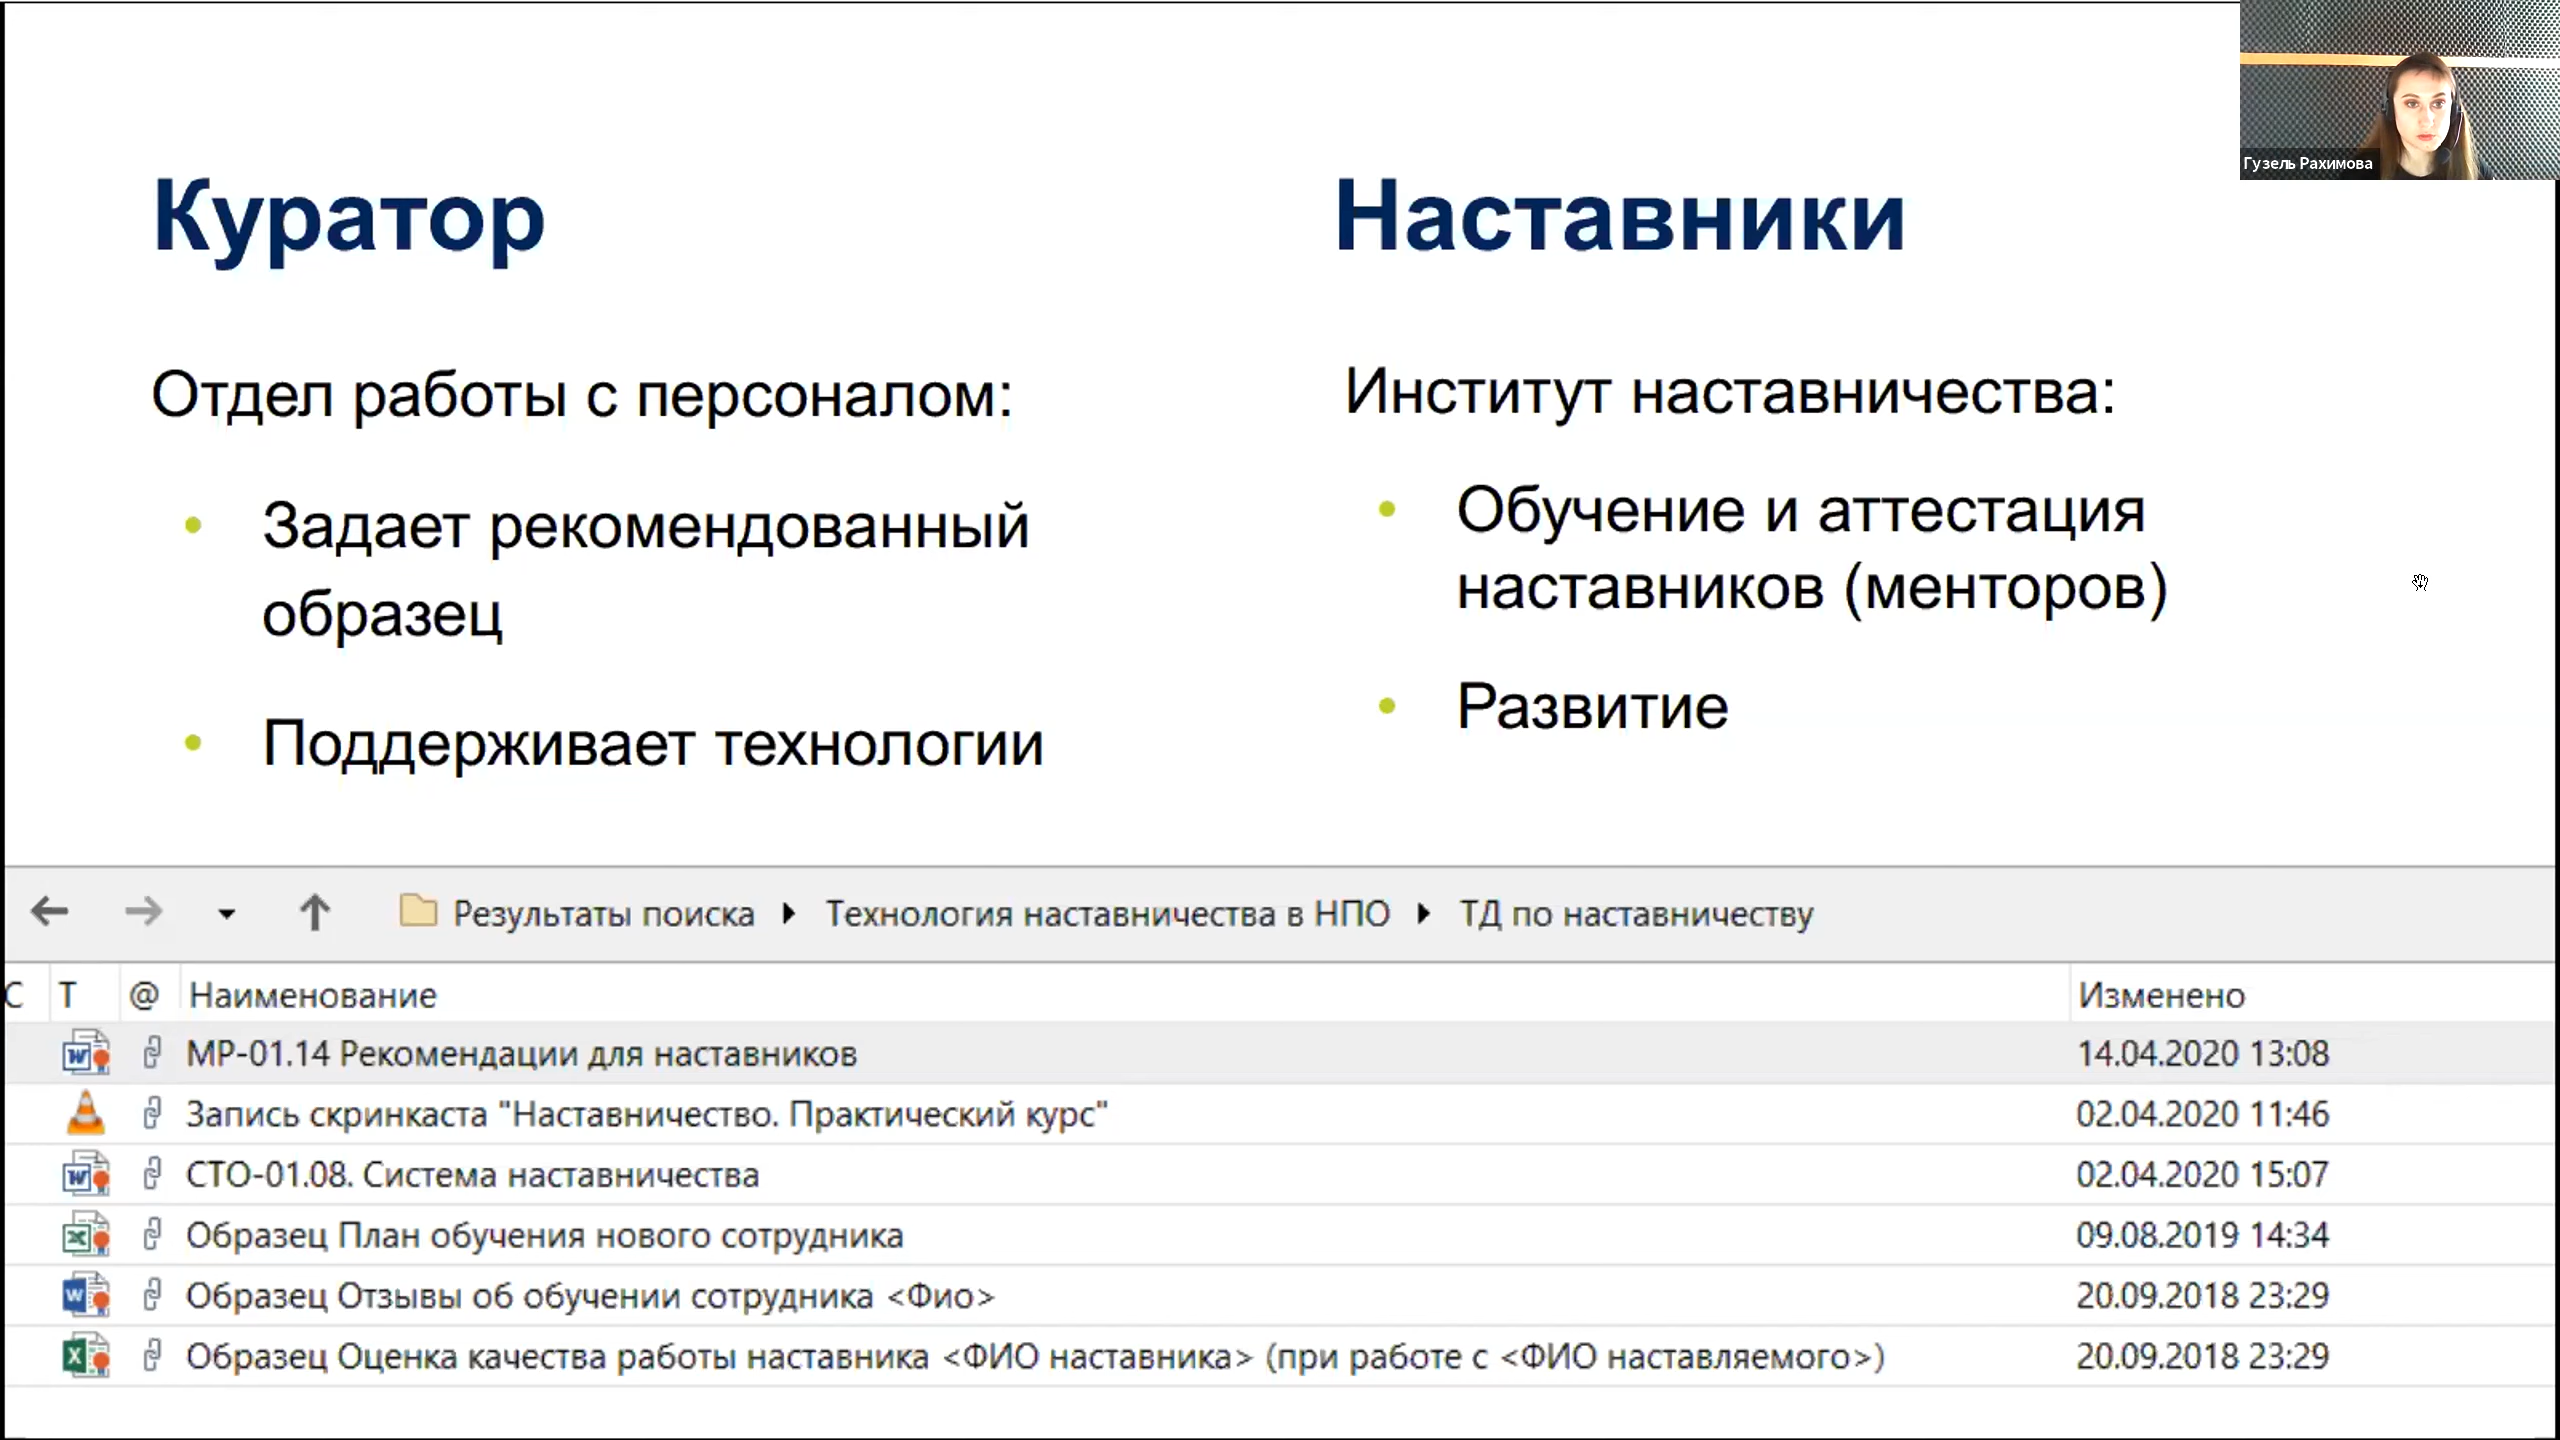 Гузель Рахимова
Куратор
Отдел работы с персоналом:
• Задает рекомендованный
образец
• Поддерживает технологии
Наставники
Институт наставничества:
• Обучение и аттестация
наставников (менторов)
• Развитие
Результаты поиска ▸ Технология наставничества в НПО ▸ ТД по наставничеству
С Т @ Наименование Изменено
МР-01.14 Рекомендации для наставников 14.04.2020 13:08
Запись скринкаста "Наставничество. Практический курс" 02.04.2020 11:46
СТО-01.08. Система наставничества 02.04.2020 15:07
Образец План обучения нового сотрудника 09.08.2019 14:34
Образец Отзывы об обучении сотрудника <Фио> 20.09.2018 23:29
Образец Оценка качества работы наставника <ФИО наставника> (при работе с <ФИО наставляемого>) 20.09.2018 23:29